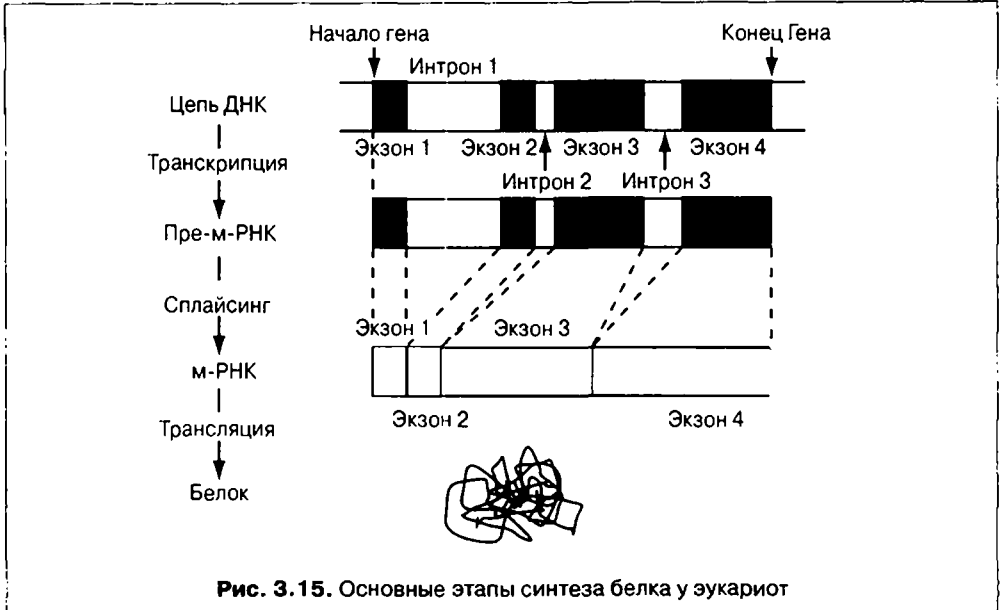 Начало гена
Конец Гена
Интрон 1
Цепь ДНК
Экзон 1
Экзон 2
Экзон 3
Экзон 4
Транскрипция
Интрон 2
Интрон 3
Пре-м-РНК
Сплайсинг
Экзон 1
Экзон 3
м-РНК
Экзон 2
Экзон 4
Трансляция
Белок
Рис. 3.15. Основные этапы синтеза белка у эукариот